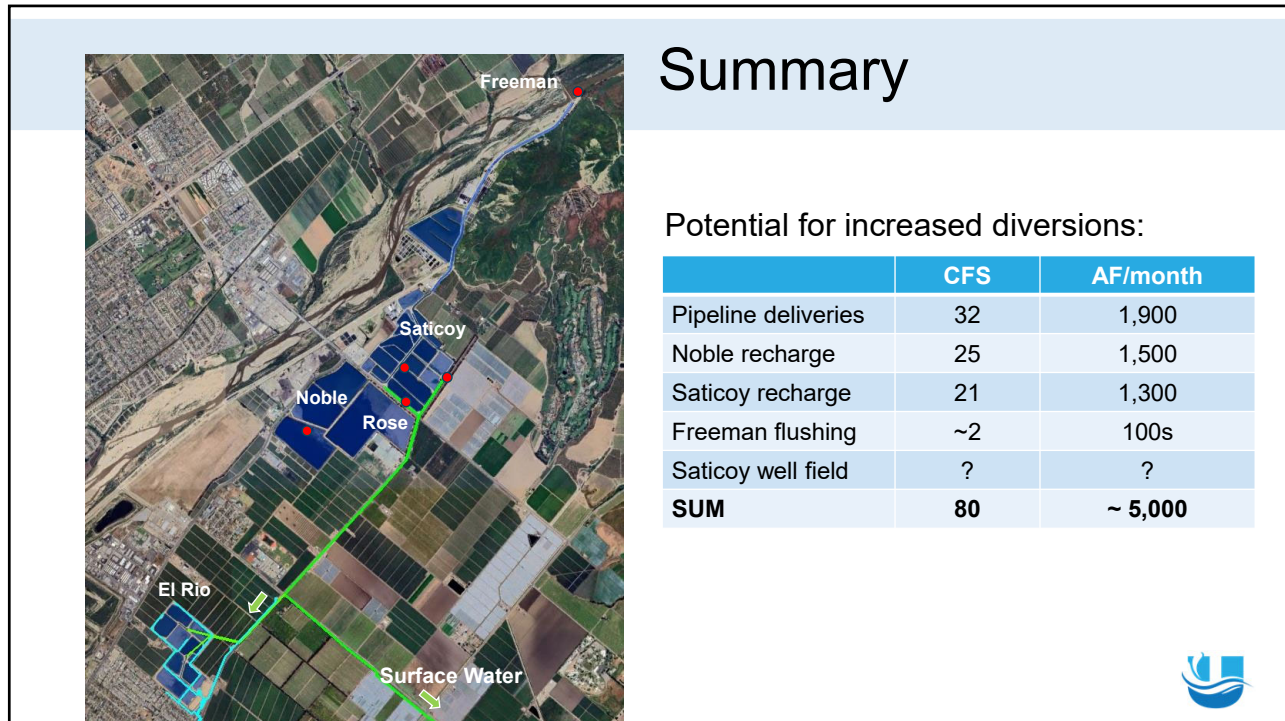 Summary
Freeman
Saticoy
Noble
Rose
El Rio
Surface Water
Potential for increased diversions:
CFS AF/month
Pipeline deliveries 32 1,900
Noble recharge 25 1,500
Saticoy recharge 21 1,300
Freeman flushing ~2 100s
Saticoy well field ? ?
SUM 80 ~ 5,000